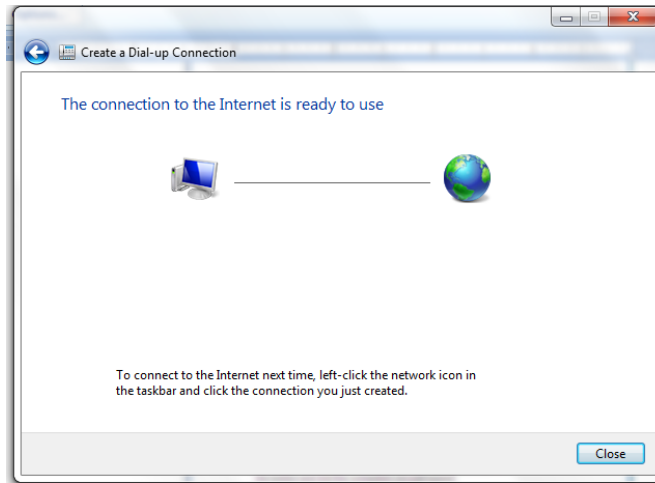 Create a Dial-up Connection
The connection to the Internet is ready to use
To connect to the Internet next time, left-click the network icon in
the taskbar and click the connection you just created.
Close